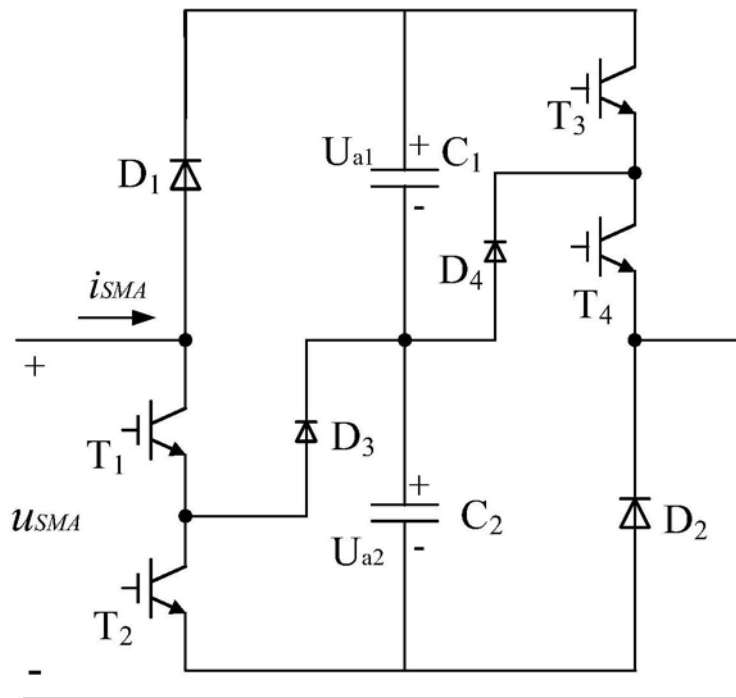 T₃
Uₐ₁ + C₁
-
D₁
D₄
T₄
iSMA
+
T₁
D₃
+
uSMA
C₂
D₂
Uₐ₂ -
T₂
-